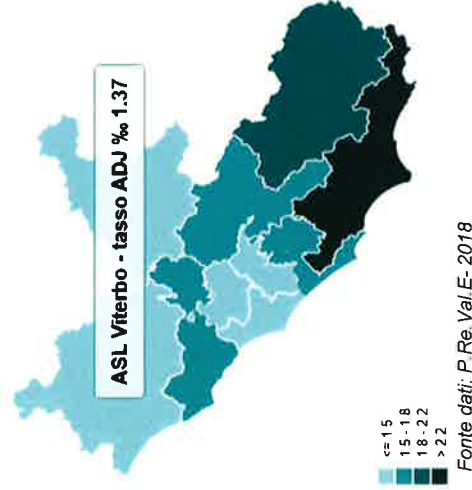 ASL Viterbo - tasso ADJ ‰ 1.37
<= 15
15 - 18
18 - 22
> 22
Fonte dati: P.Re.Val.E- 2018